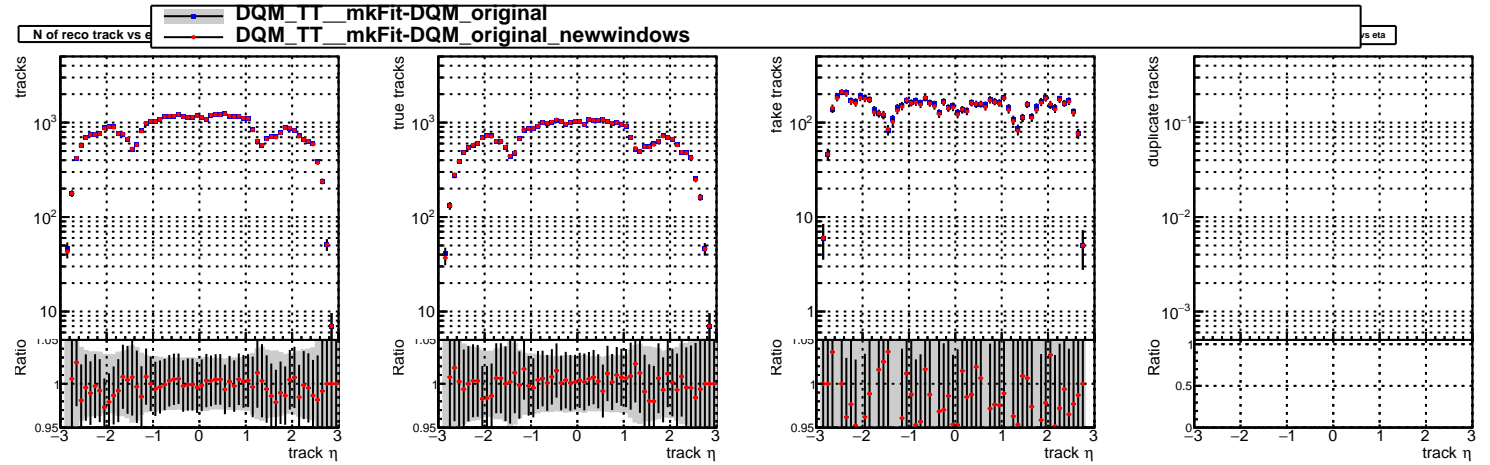 DQM_TT__mkFit-DQM_original
DQM_TT__mkFit-DQM_original_newwindows
N of reco track vs e
vs eta
tracks
10³
10²
10
1.05
Ratio
1
0.95
−3 −2 −1 0 1 2 3
track η
true tracks
10³
10²
10
1.05
Ratio
1
0.95
−3 −2 −1 0 1 2 3
track η
fake tracks
10²
10
1
1.05
Ratio
1
0.95
−3 −2 −1 0 1 2 3
track η
duplicate tracks
10⁻¹
10⁻²
10⁻³
Ratio
1
0.5
0
−3 −2 −1 0 1 2 3
track η